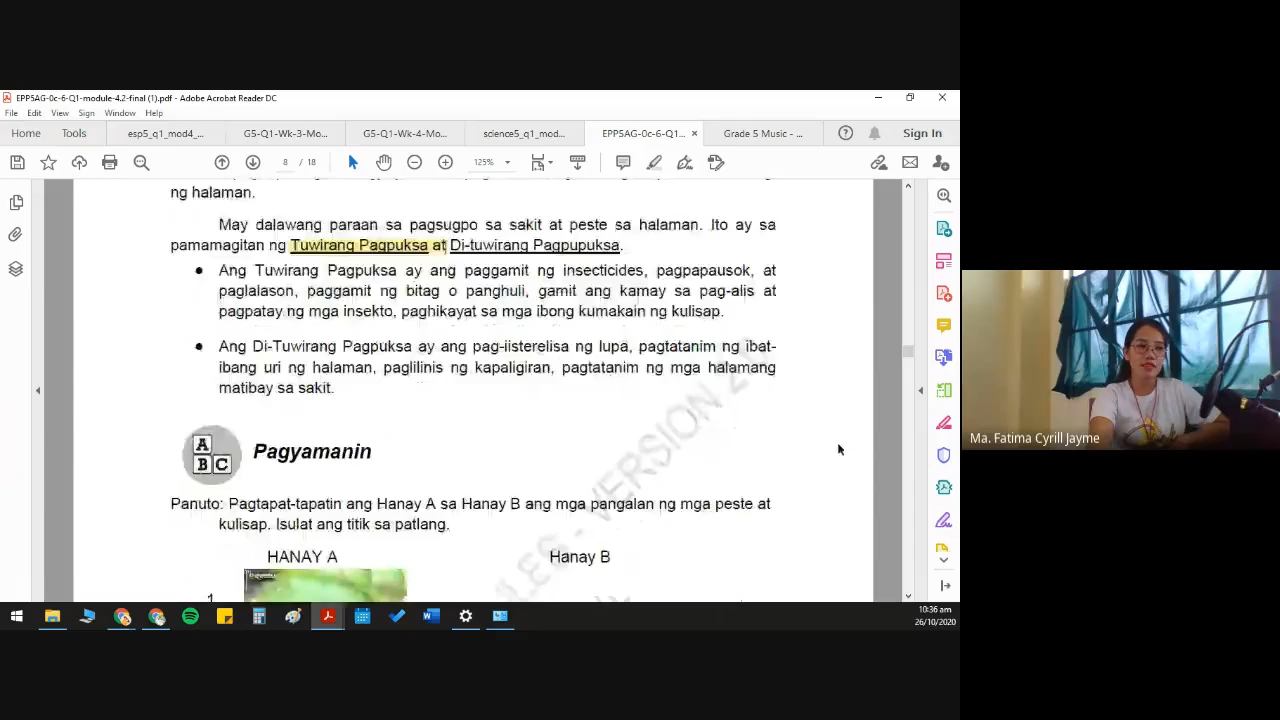 EPP5AG-0c-6-Q1-module-4.2-final (1).pdf - Adobe Acrobat Reader DC
File Edit View Sign Window Help
Home Tools esp5_q1_mod4_... G5-Q1-Wk-3-Mo... G5-Q1-Wk-4-Mo... science5_q1_mod... EPP5AG-0c-6-Q1... × Grade 5 Music - ... Sign In
8 / 18 125%
ng halaman.
May dalawang paraan sa pagsugpo sa sakit at peste sa halaman. Ito ay sa
pamamagitan ng Tuwirang Pagpuksa at Di-tuwirang Pagpupuksa.
• Ang Tuwirang Pagpuksa ay ang paggamit ng insecticides, pagpapausok, at
paglalason, paggamit ng bitag o panghuli, gamit ang kamay sa pag-alis at
pagpatay ng mga insekto, paghikayat sa mga ibong kumakain ng kulisap.
• Ang Di-Tuwirang Pagpuksa ay ang pag-iisterelisa ng lupa, pagtatanim ng ibat-
ibang uri ng halaman, paglilinis ng kapaligiran, pagtatanim ng mga halamang
matibay sa sakit.
A
B C
Pagyamanin
Panuto: Pagtapat-tapatin ang Hanay A sa Hanay B ang mga pangalan ng mga peste at
kulisap. Isulat ang titik sa patlang.
HANAY A Hanay B
1
- VERSION 2
Ma. Fatima Cyrill Jayme
10:36 am
26/10/2020